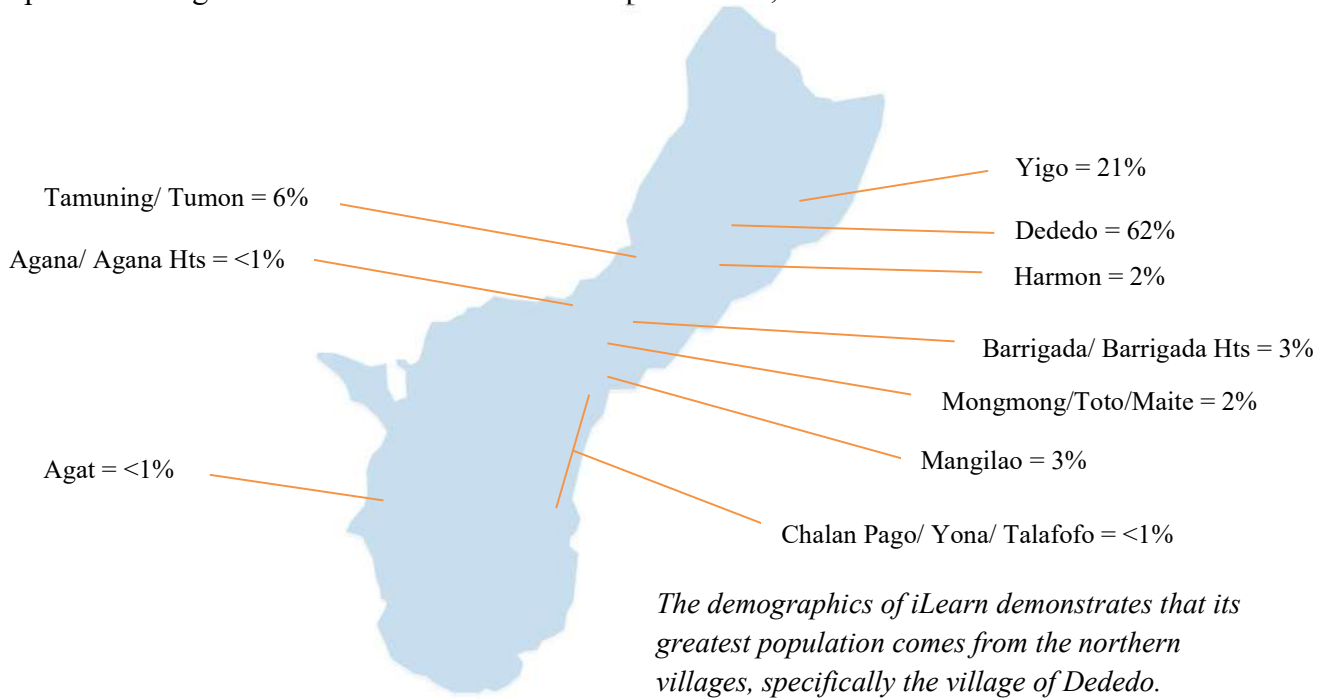 Yigo = 21%
Tamuning/ Tumon = 6%
Dededo = 62%
Agana/ Agana Hts = <1%
Harmon = 2%
Barrigada/ Barrigada Hts = 3%
Mongmong/Toto/Maite = 2%
Mangilao = 3%
Agat = <1%
Chalan Pago/ Yona/ Talafofo = <1%
The demographics of iLearn demonstrates that its
greatest population comes from the northern
villages, specifically the village of Dededo.